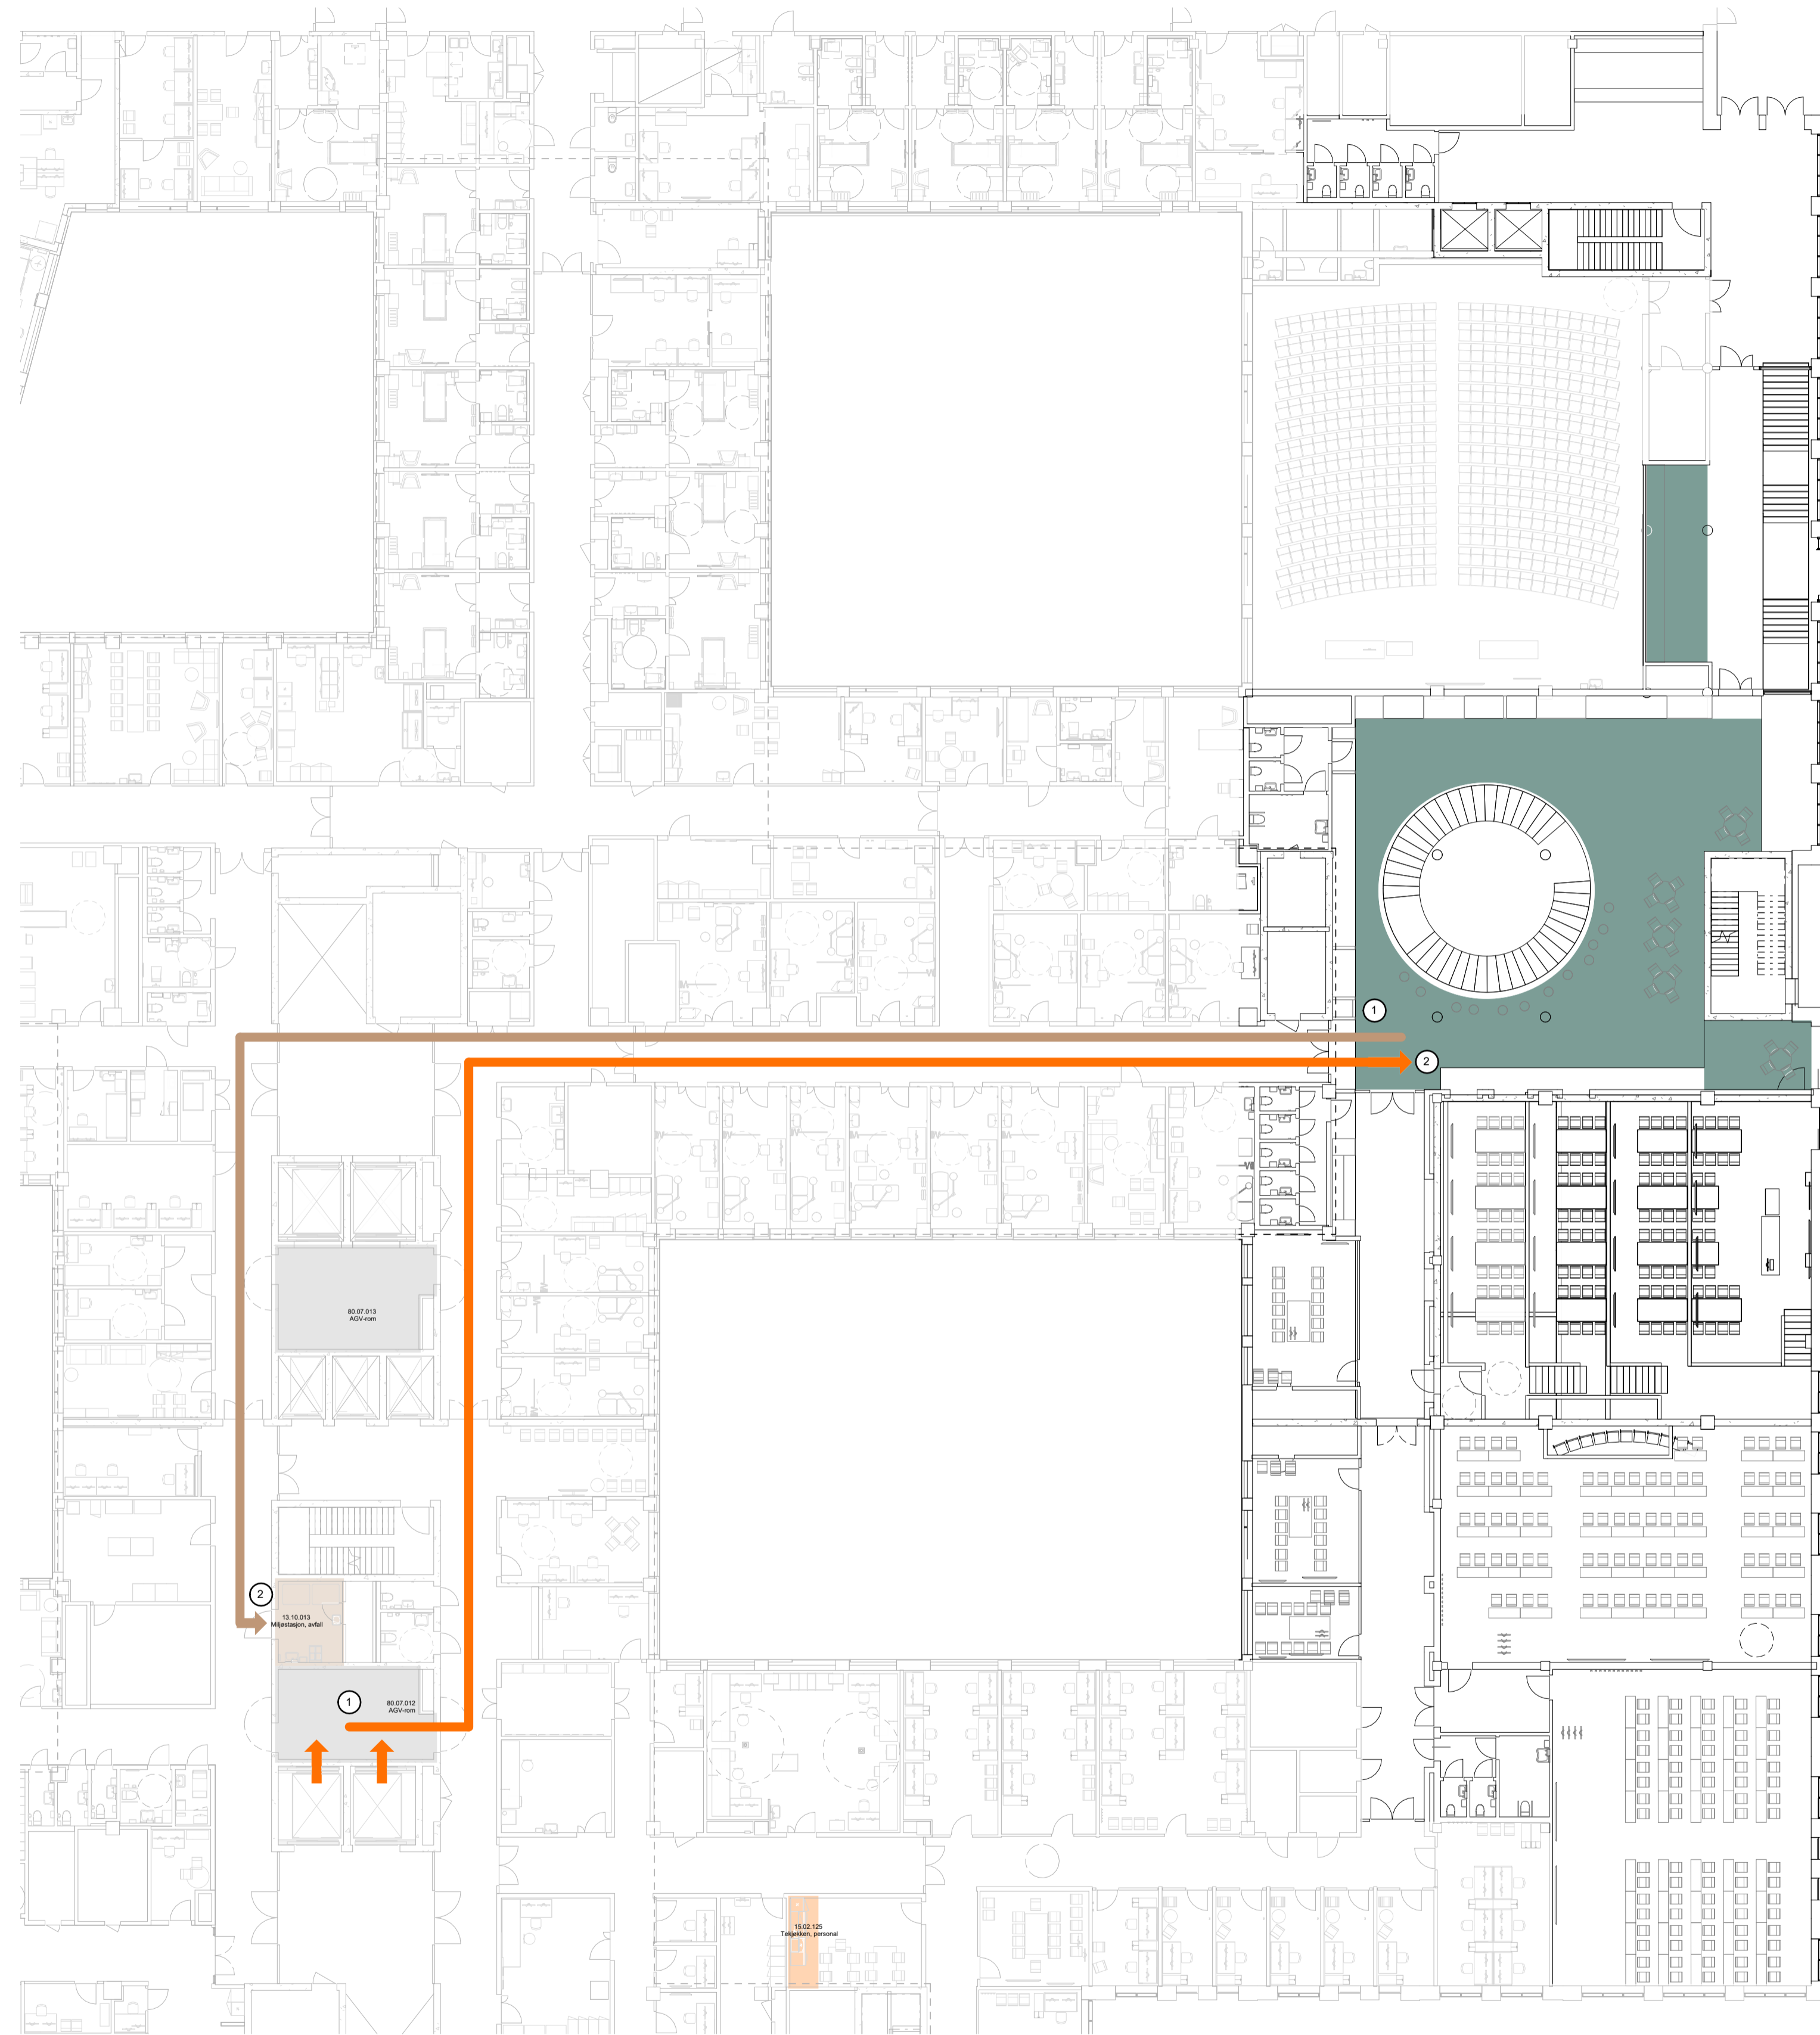 1
2
80.07.013
AGV-rom
2
13.10.013
Miljøstasjon, avfall
1
80.07.012
AGV-rom
15.02.125
Tekjøkken, personal